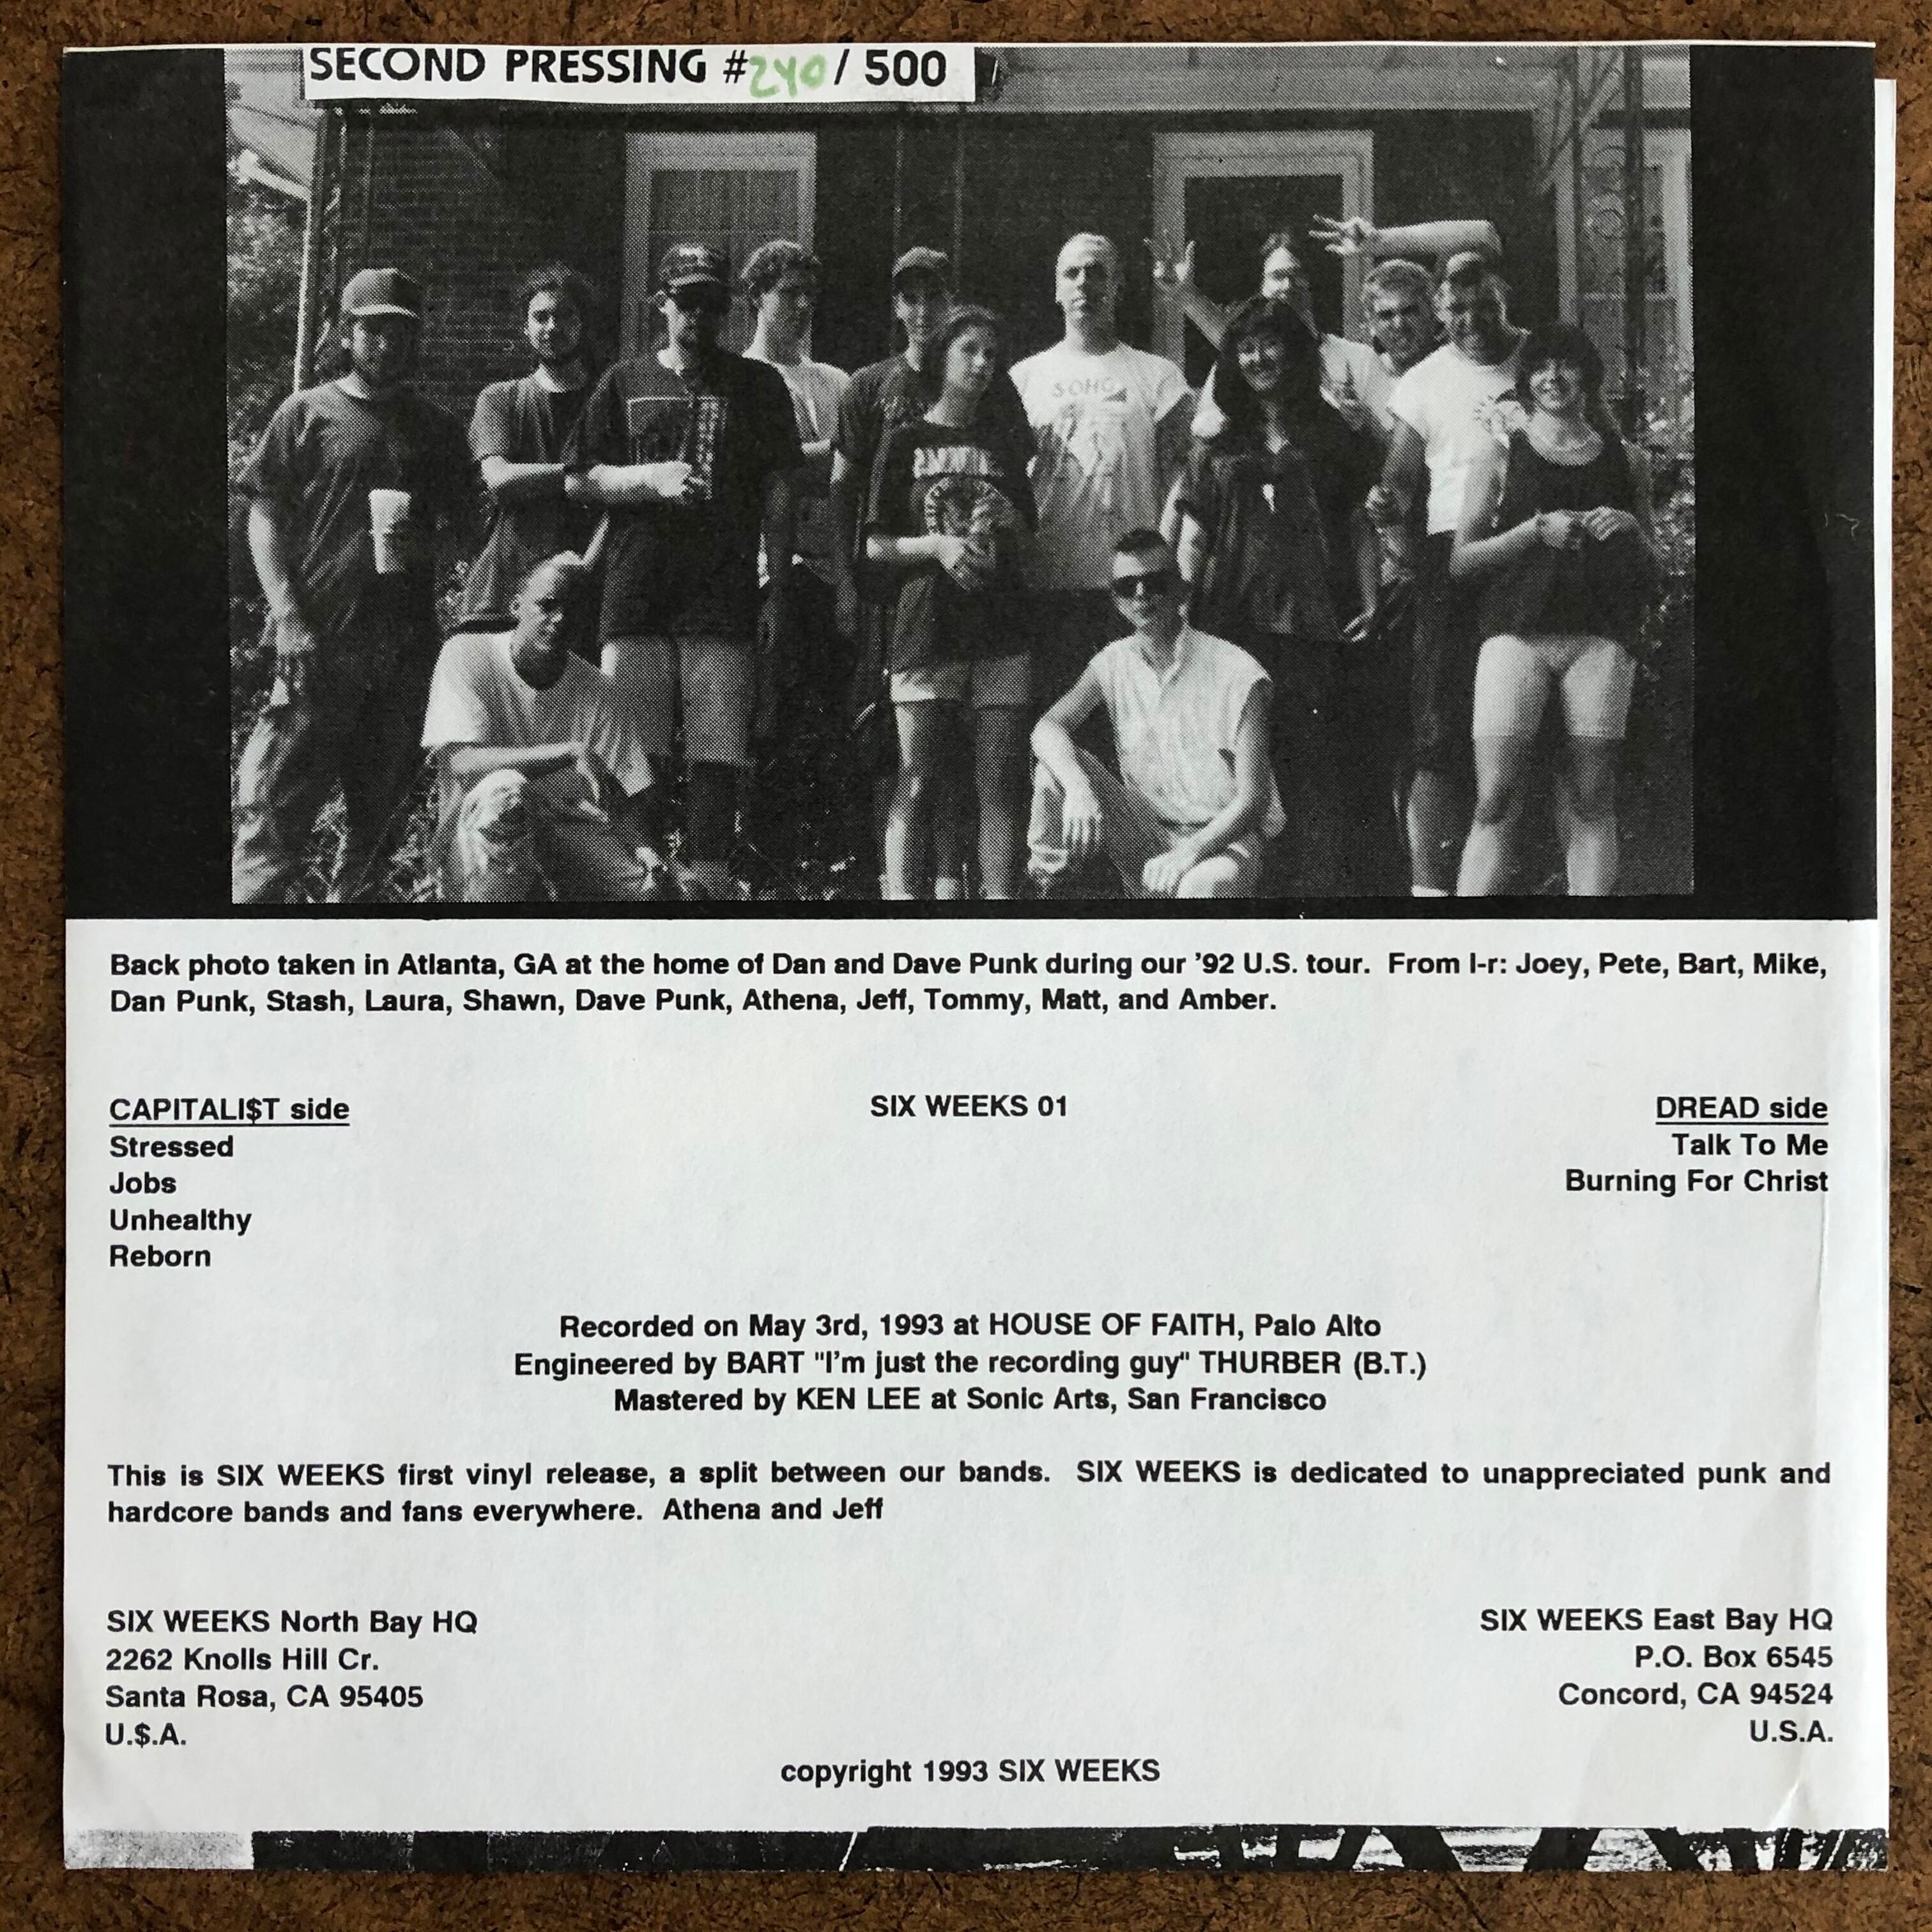 SECOND PRESSING #240 / 500
SOHO
Back photo taken in Atlanta, GA at the home of Dan and Dave Punk during our '92 U.S. tour.  From l-r: Joey, Pete, Bart, Mike,
Dan Punk, Stash, Laura, Shawn, Dave Punk, Athena, Jeff, Tommy, Matt, and Amber.
CAPITALI$T side
Stressed
Jobs
Unhealthy
Reborn
SIX WEEKS 01
DREAD side
Talk To Me
Burning For Christ
Recorded on May 3rd, 1993 at HOUSE OF FAITH, Palo Alto
Engineered by BART "I'm just the recording guy" THURBER (B.T.)
Mastered by KEN LEE at Sonic Arts, San Francisco
This is SIX WEEKS first vinyl release, a split between our bands.  SIX WEEKS is dedicated to unappreciated punk and
hardcore bands and fans everywhere.  Athena and Jeff
SIX WEEKS North Bay HQ
2262 Knolls Hill Cr.
Santa Rosa, CA 95405
U.$.A.
SIX WEEKS East Bay HQ
P.O. Box 6545
Concord, CA 94524
U.S.A.
copyright 1993 SIX WEEKS